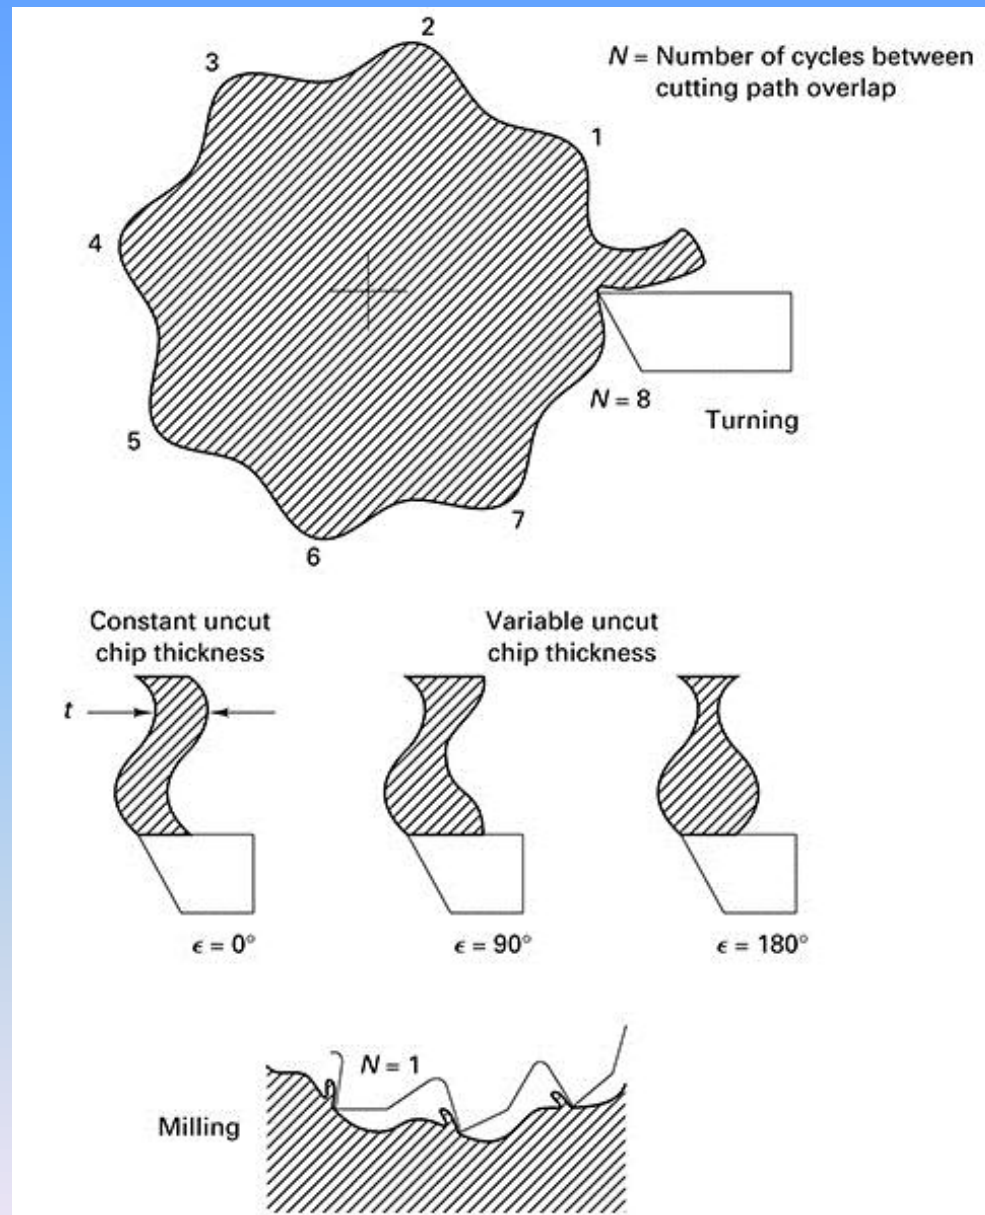 2
3
N = Number of cycles between
cutting path overlap
1
4
N = 8
Turning
5
7
6
Constant uncut
chip thickness
Variable uncut
chip thickness
t
ϵ = 0°
ϵ = 90°
ϵ = 180°
N = 1
Milling